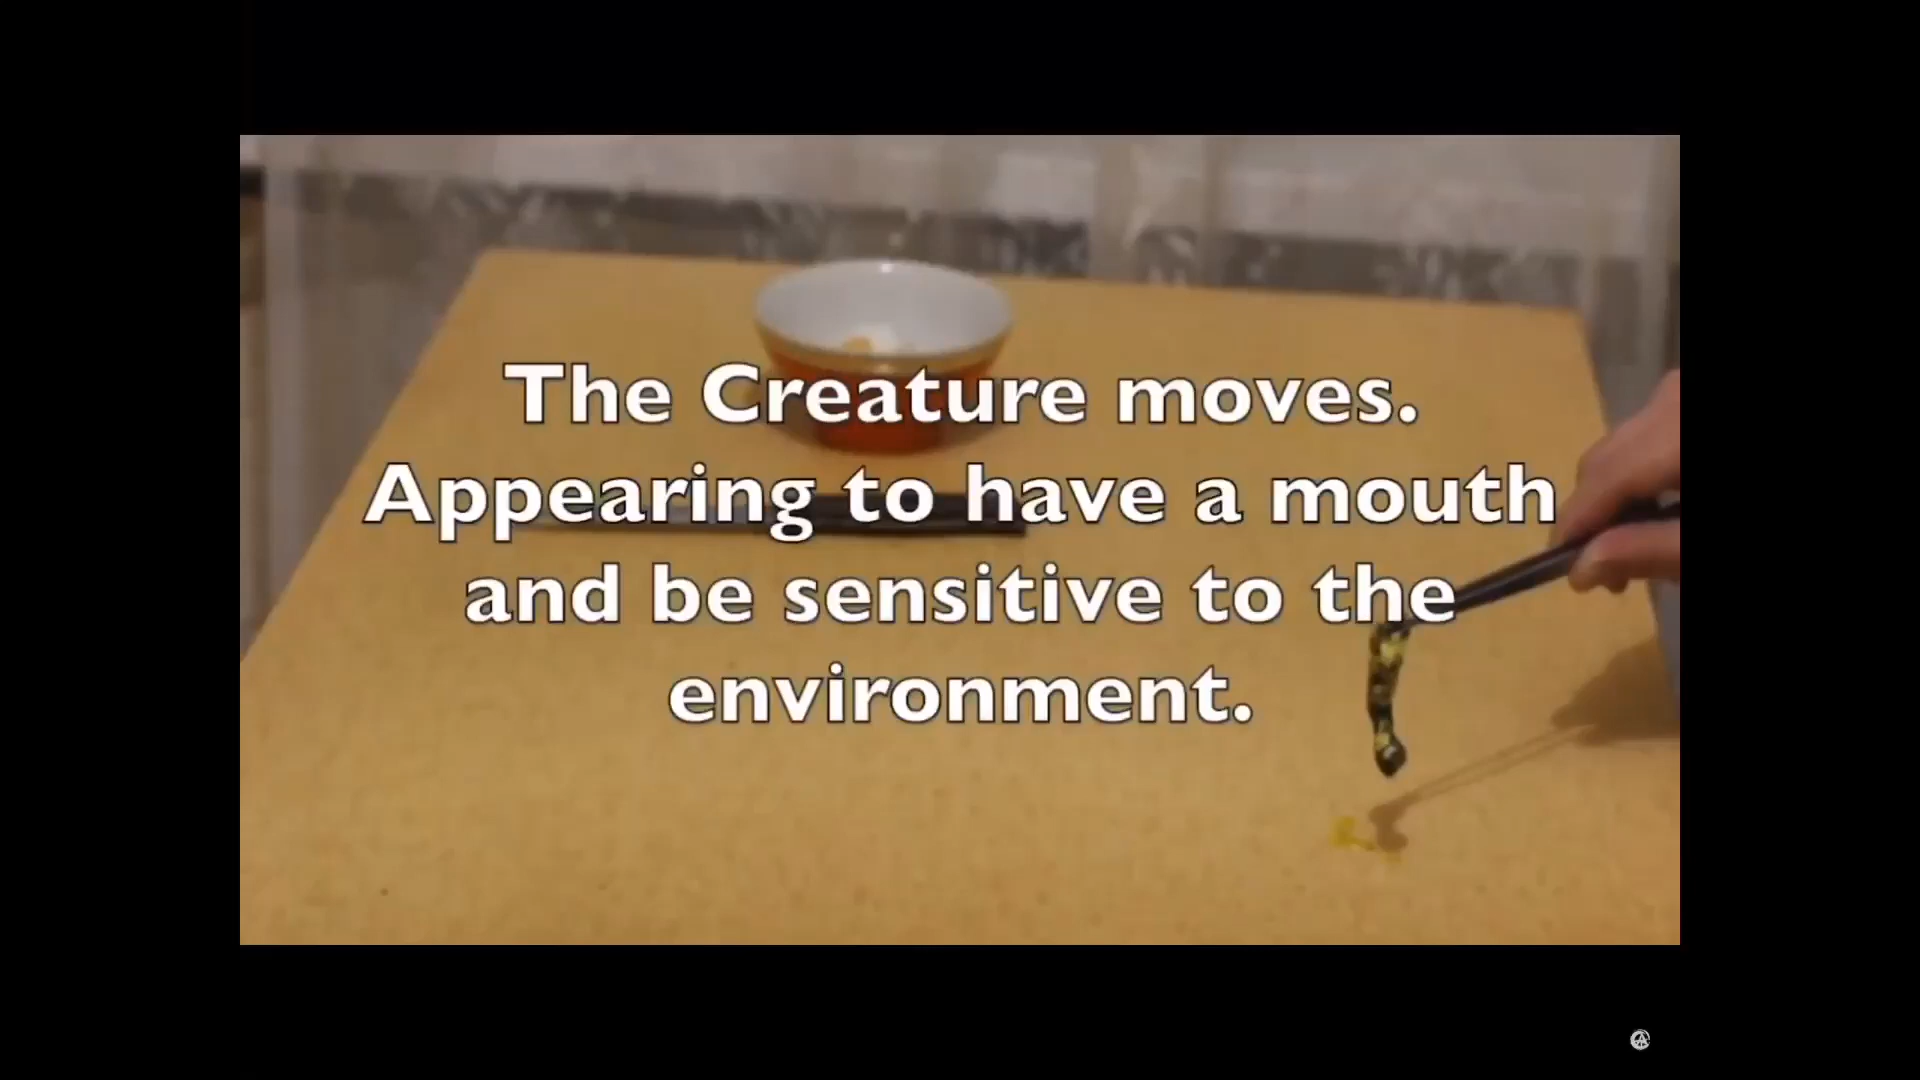 The Creature moves.
Appearing to have a mouth
and be sensitive to the
environment.